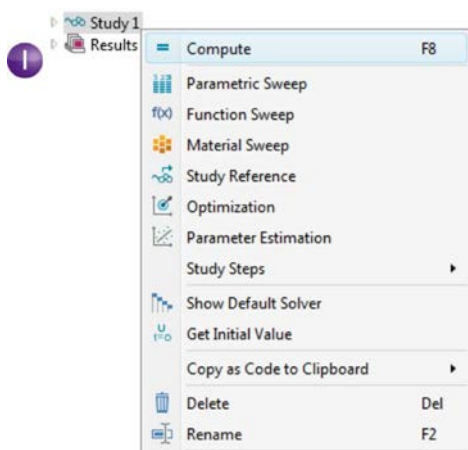 Study 1
Results
Compute F8
Parametric Sweep
f(x) Function Sweep
Material Sweep
Study Reference
Optimization
Parameter Estimation
Study Steps
Show Default Solver
U t=0 Get Initial Value
Copy as Code to Clipboard
Delete Del
Rename F2